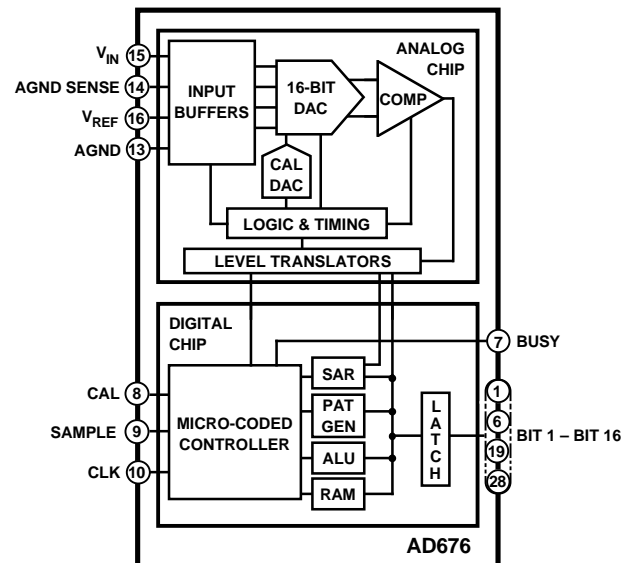 ANALOG
CHIP
V_IN 15
AGND SENSE 14
V_REF 16
AGND 13
INPUT
BUFFERS
16-BIT
DAC
COMP
CAL
DAC
LOGIC & TIMING
LEVEL TRANSLATORS
DIGITAL
CHIP
7 BUSY
CAL 8
SAMPLE 9
CLK 10
MICRO-CODED
CONTROLLER
SAR
PAT
GEN
ALU
RAM
L
A
T
C
H
1
6
19
28
BIT 1 – BIT 16
AD676